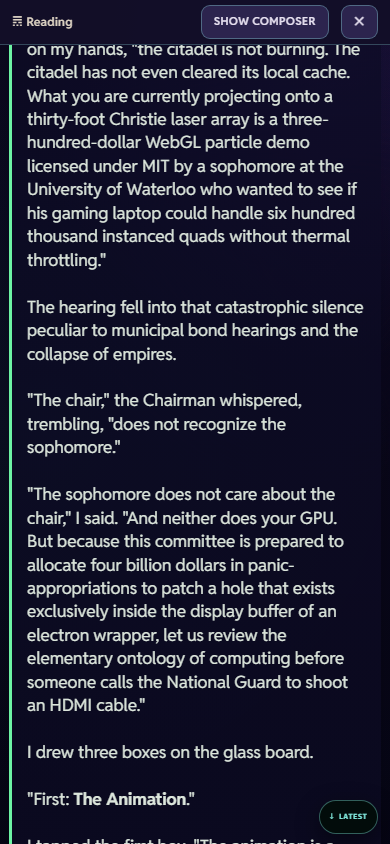 Reading
SHOW COMPOSER
on my hands, "the citadel is not burning. The
citadel has not even cleared its local cache.
What you are currently projecting onto a
thirty-foot Christie laser array is a three-
hundred-dollar WebGL particle demo
licensed under MIT by a sophomore at the
University of Waterloo who wanted to see if
his gaming laptop could handle six hundred
thousand instanced quads without thermal
throttling."
The hearing fell into that catastrophic silence
peculiar to municipal bond hearings and the
collapse of empires.
"The chair," the Chairman whispered,
trembling, "does not recognize the
sophomore."
"The sophomore does not care about the
chair," I said. "And neither does your GPU.
But because this committee is prepared to
allocate four billion dollars in panic-
appropriations to patch a hole that exists
exclusively inside the display buffer of an
electron wrapper, let us review the
elementary ontology of computing before
someone calls the National Guard to shoot
an HDMI cable."
I drew three boxes on the glass board.
"First: The Animation."
↓ LATEST
I tapped the first box. "The animation is a